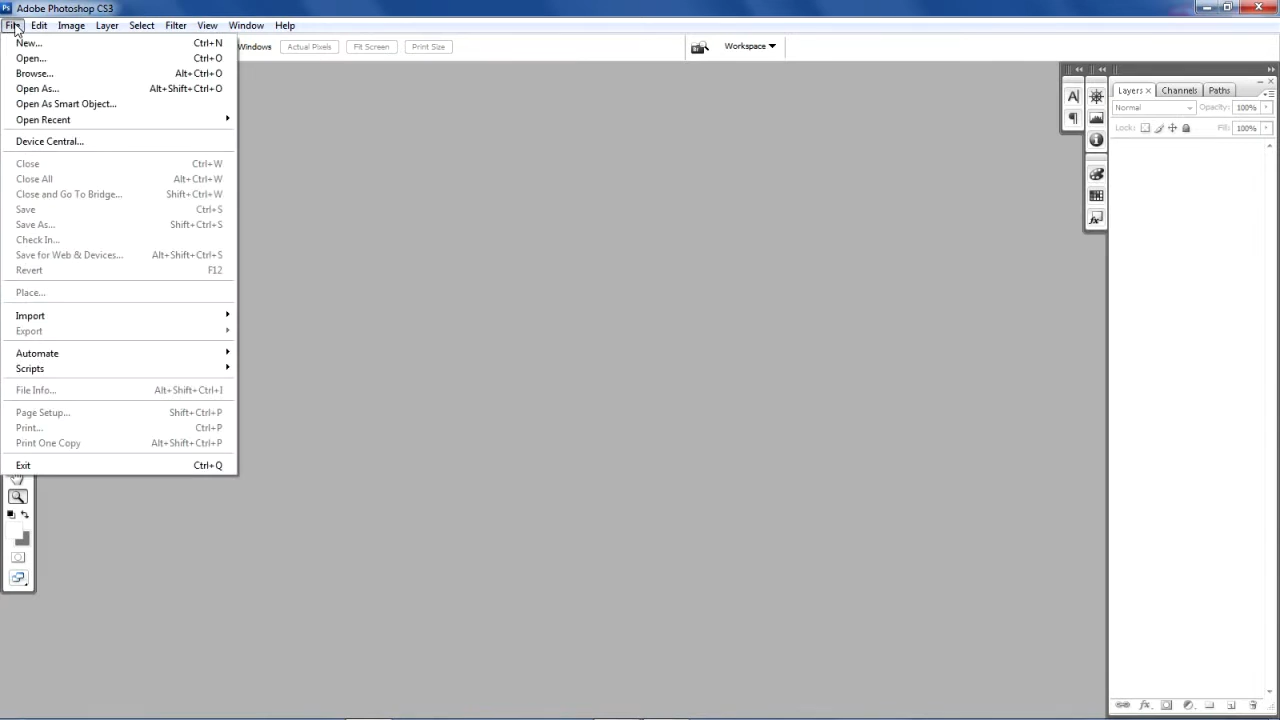 Ps Adobe Photoshop CS3
File Edit Image Layer Select Filter View Window Help
New... Ctrl+N
Open... Ctrl+O
Browse... Alt+Ctrl+O
Open As... Alt+Shift+Ctrl+O
Open As Smart Object...
Open Recent
Device Central...
Close Ctrl+W
Close All Alt+Ctrl+W
Close and Go To Bridge... Shift+Ctrl+W
Save Ctrl+S
Save As... Shift+Ctrl+S
Check In...
Save for Web & Devices... Alt+Shift+Ctrl+S
Revert F12
Place...
Import
Export
Automate
Scripts
File Info... Alt+Shift+Ctrl+I
Page Setup... Shift+Ctrl+P
Print... Ctrl+P
Print One Copy Alt+Shift+Ctrl+P
Exit Ctrl+Q
Windows Actual Pixels Fit Screen Print Size Workspace
Layers x Channels Paths
Normal Opacity: 100%
Lock: Fill: 100%